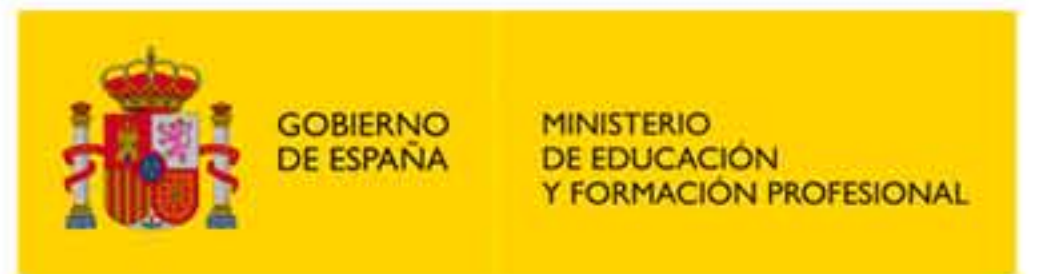 GOBIERNO
DE ESPAÑA
MINISTERIO
DE EDUCACIÓN
Y FORMACIÓN PROFESIONAL